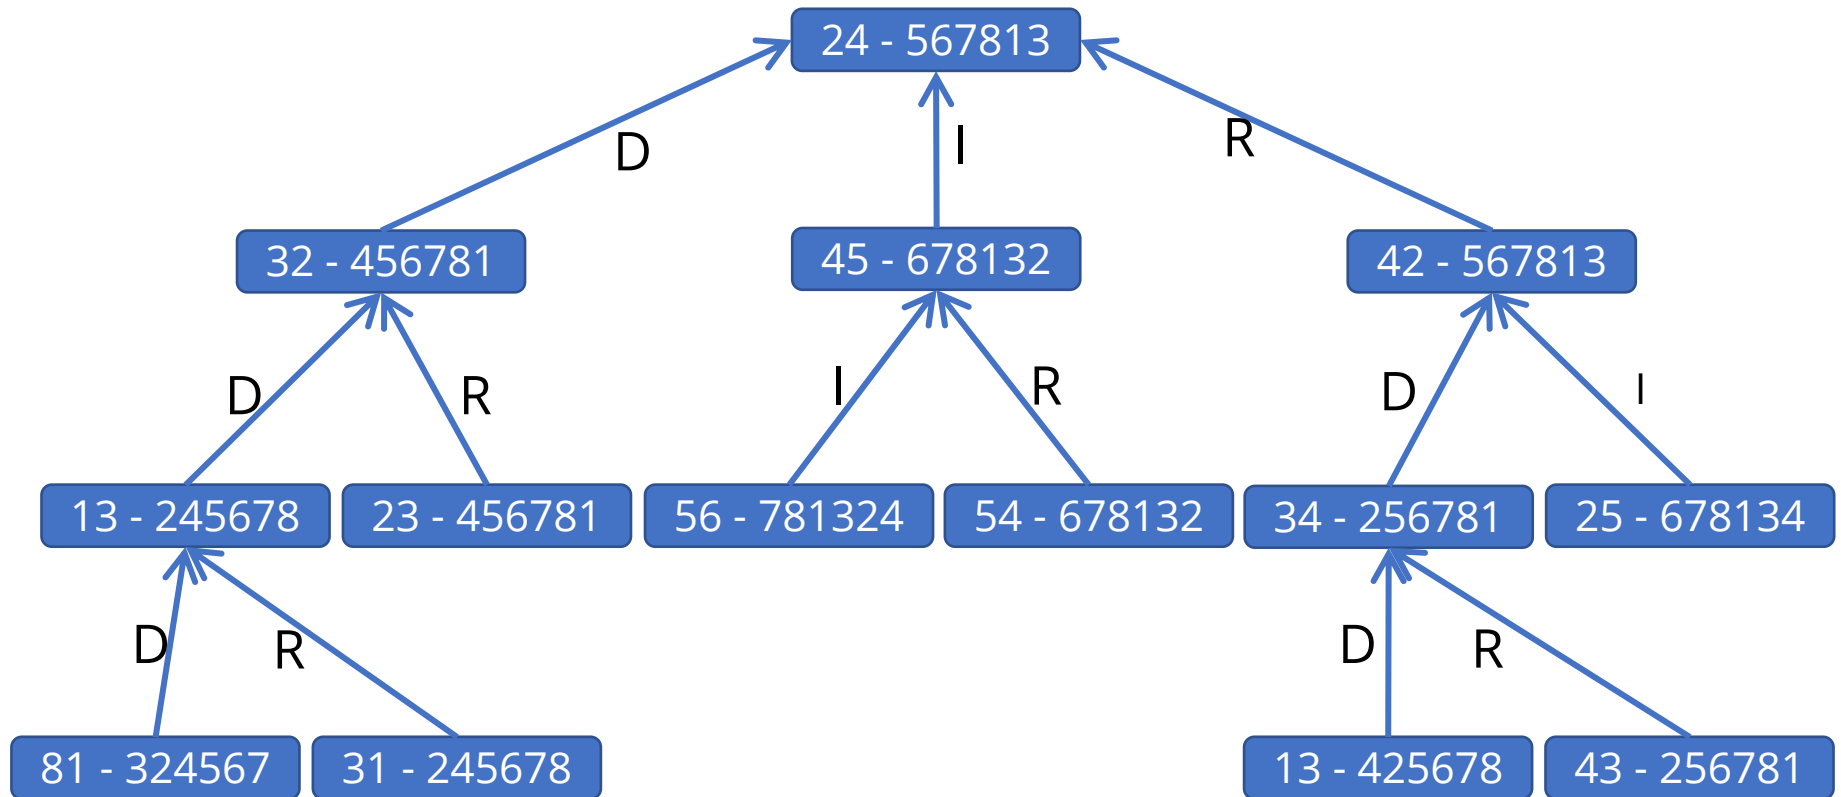 24 - 567813
D
I
R
32 - 456781
45 - 678132
42 - 567813
D
R
I
R
D
I
13 - 245678
23 - 456781
56 - 781324
54 - 678132
34 - 256781
25 - 678134
D
R
D
R
81 - 324567
31 - 245678
13 - 425678
43 - 256781